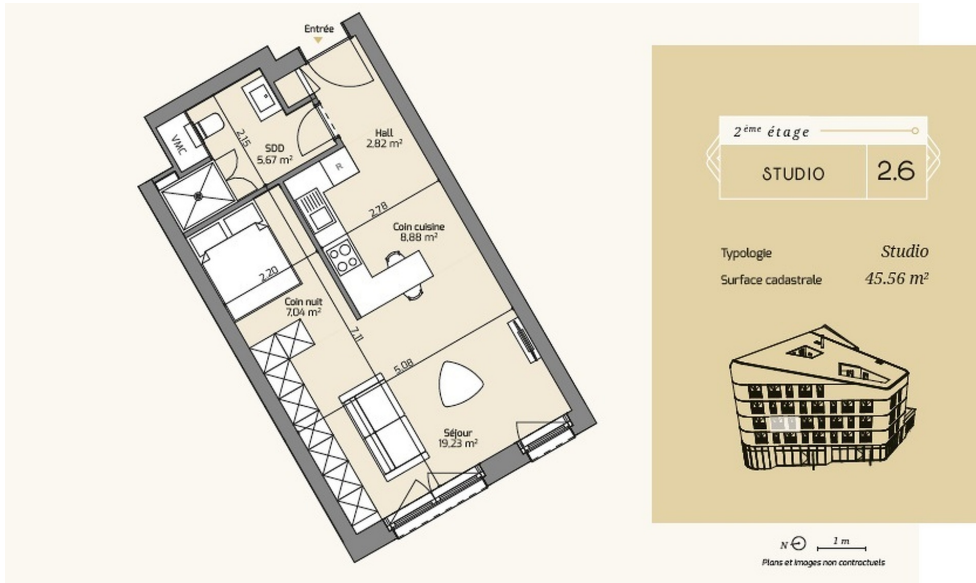 Entrée
VMC
2,15
SDD
5,67 m²
Hall
2,82 m²
R
2,78
Coin cuisine
8,88 m²
2,20
Coin nuit
7,04 m²
7,11
5,08
Séjour
19,23 m²
2ème étage
STUDIO 2.6
Typologie Studio
Surface cadastrale 45.56 m²
N 1 m
Plans et images non contractuels